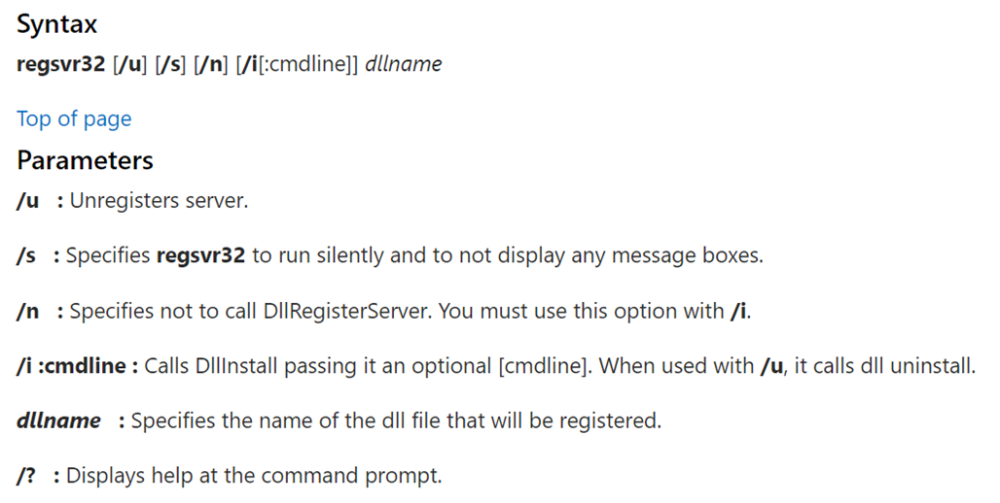 Syntax
regsvr32 [/u] [/s] [/n] [/i[:cmdline]] dllname
Top of page
Parameters
/u : Unregisters server.
/s : Specifies regsvr32 to run silently and to not display any message boxes.
/n : Specifies not to call DllRegisterServer. You must use this option with /i.
/i :cmdline : Calls DllInstall passing it an optional [cmdline]. When used with /u, it calls dll uninstall.
dllname : Specifies the name of the dll file that will be registered.
/? : Displays help at the command prompt.